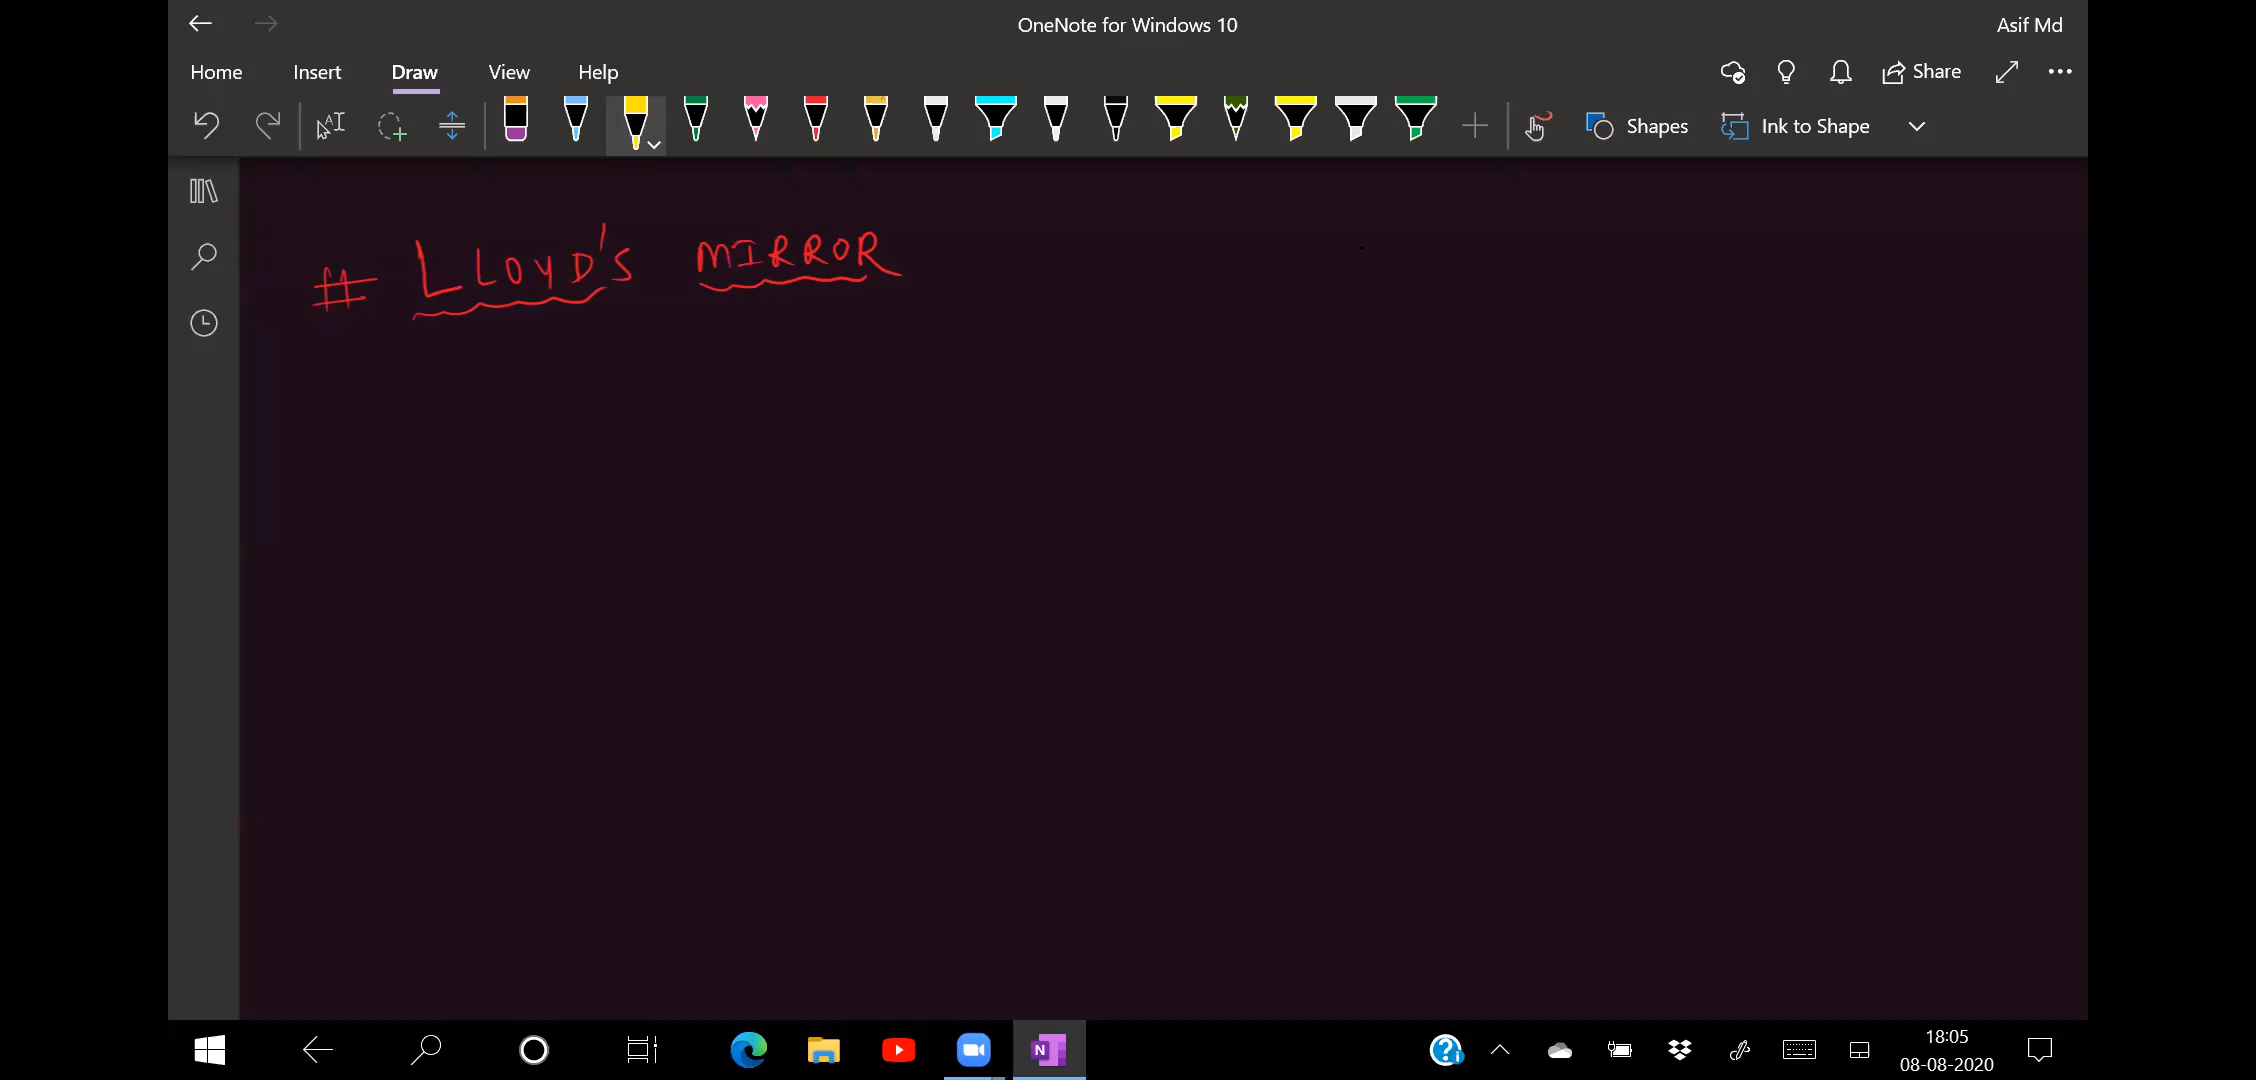 OneNote for Windows 10
Asif Md
Home Insert Draw View Help
Share
Shapes
Ink to Shape
# LLOYD'S MIRROR
18:05
08-08-2020